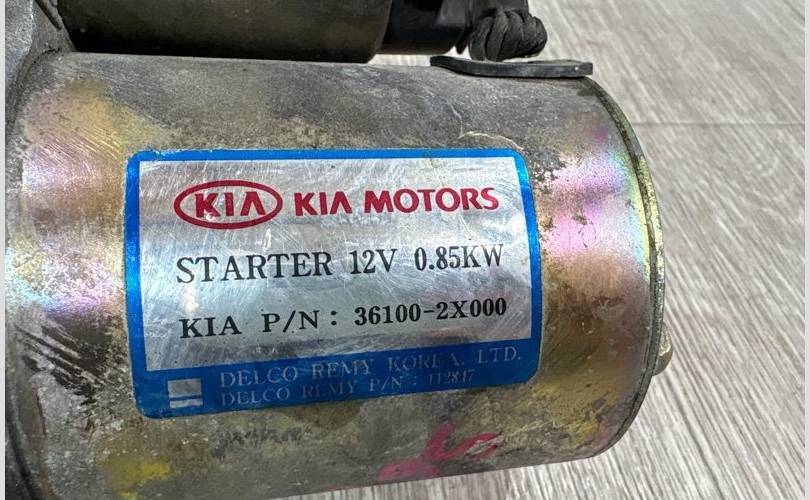 KIA KIA MOTORS
STARTER 12V 0.85KW
KIA P/N: 36100-2X000
DELCO REMY KOREA. LTD.
DELCO REMY P/N : 112817